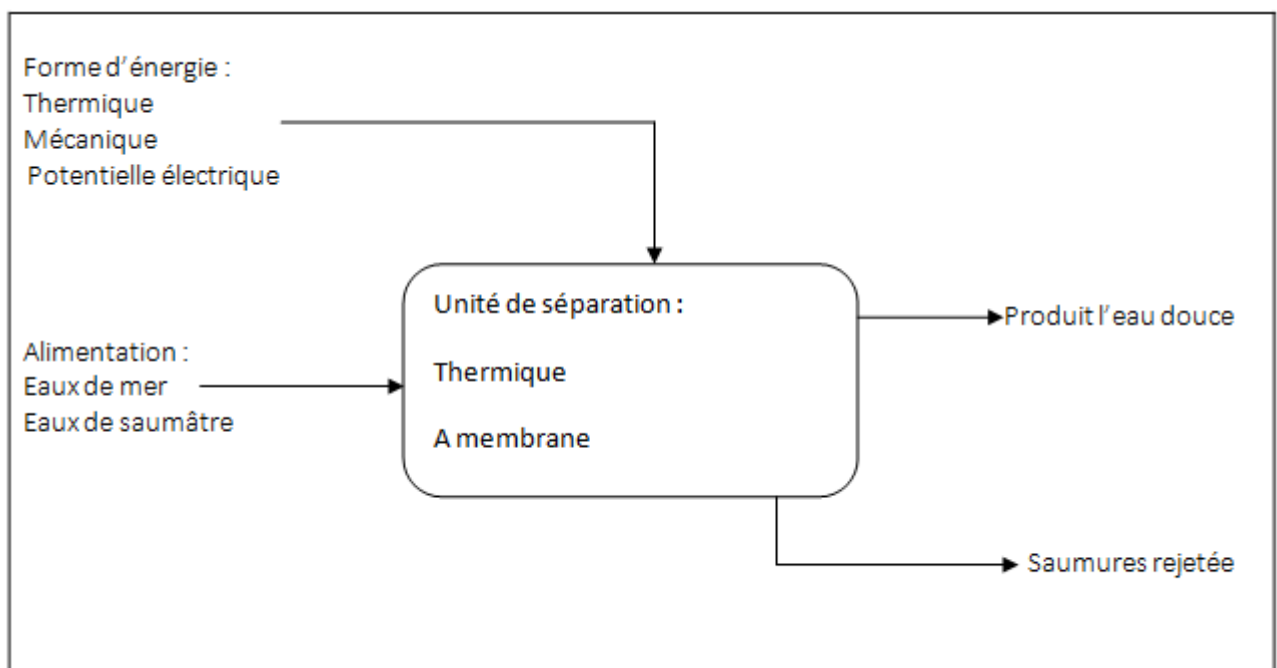 Forme d'énergie :
Thermique
Mécanique
Potentielle électrique
Unité de séparation :
Thermique
A membrane
Alimentation :
Eaux de mer
Eaux de saumâtre
Produit l'eau douce
Saumures rejetée